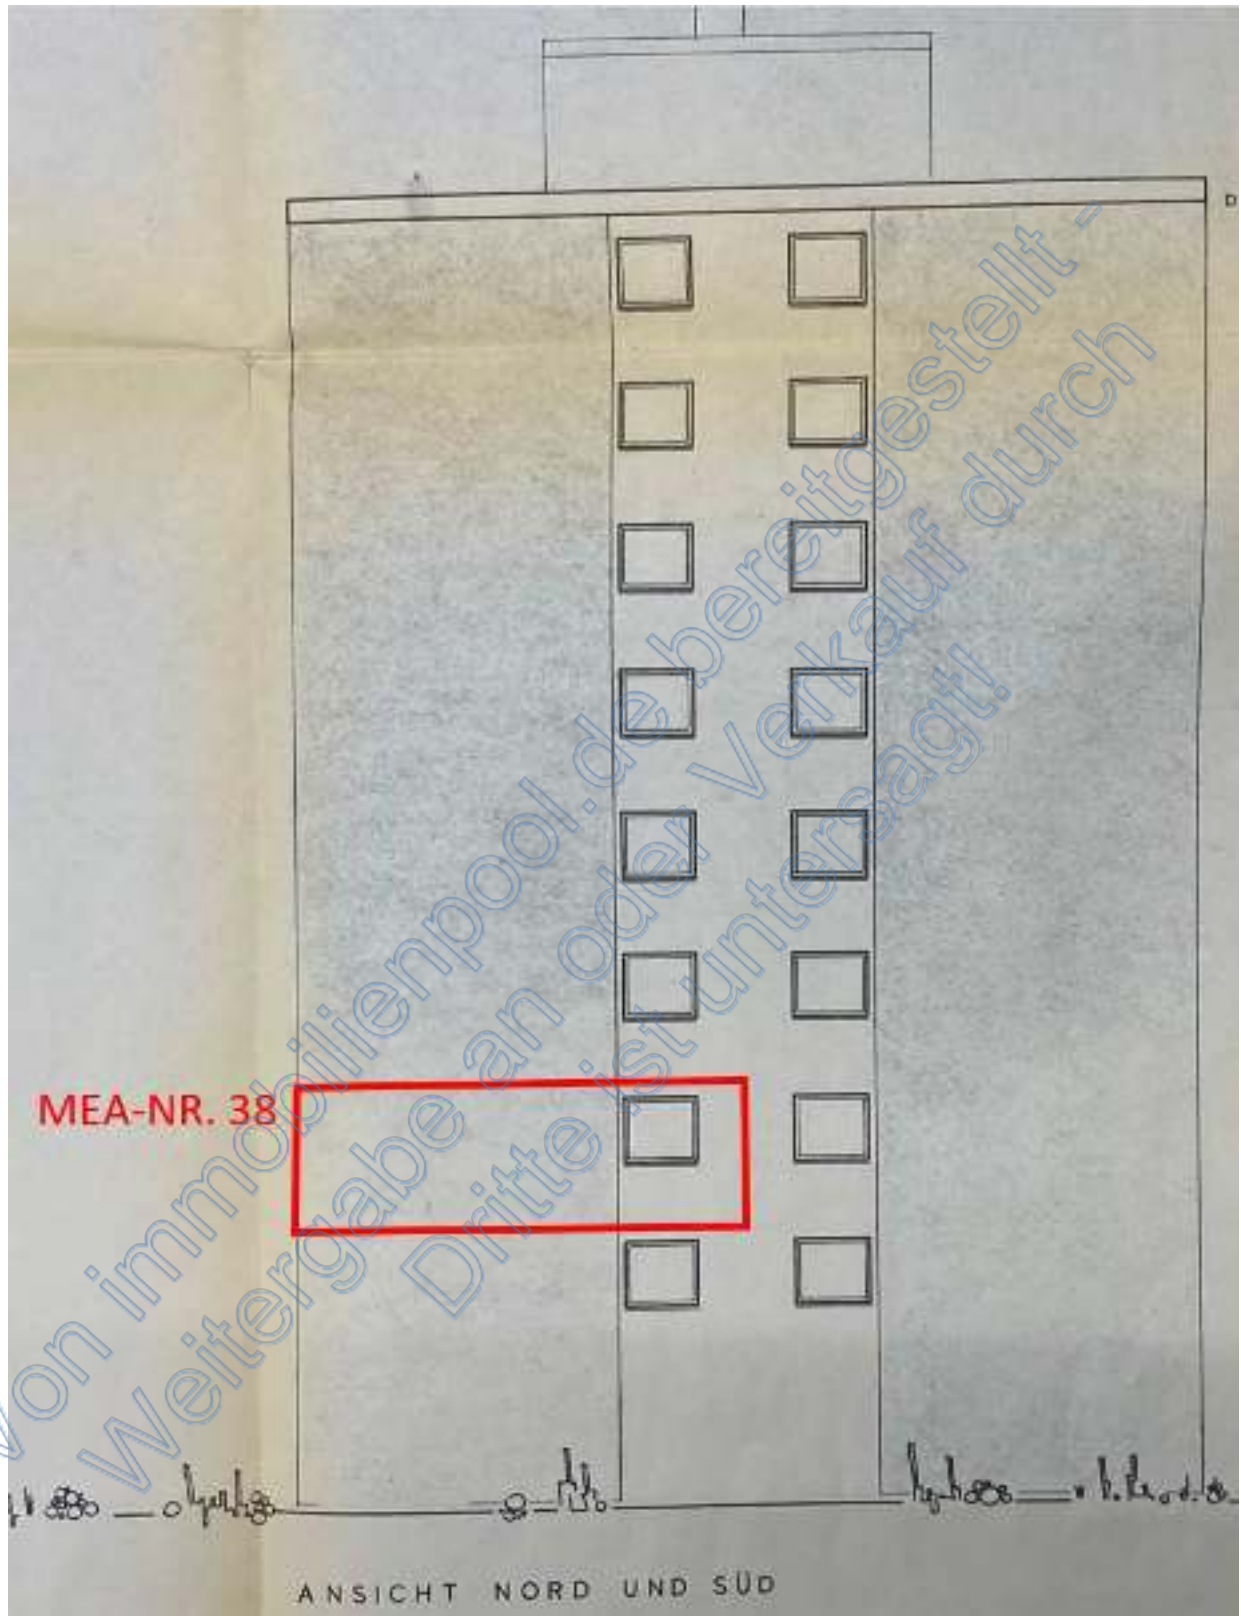 D
MEA-NR. 38
von immobilienpool.de bereitgestellt -
Weitergabe an oder Verkauf durch
Dritte ist untersagt!
ANSICHT NORD UND SÜD